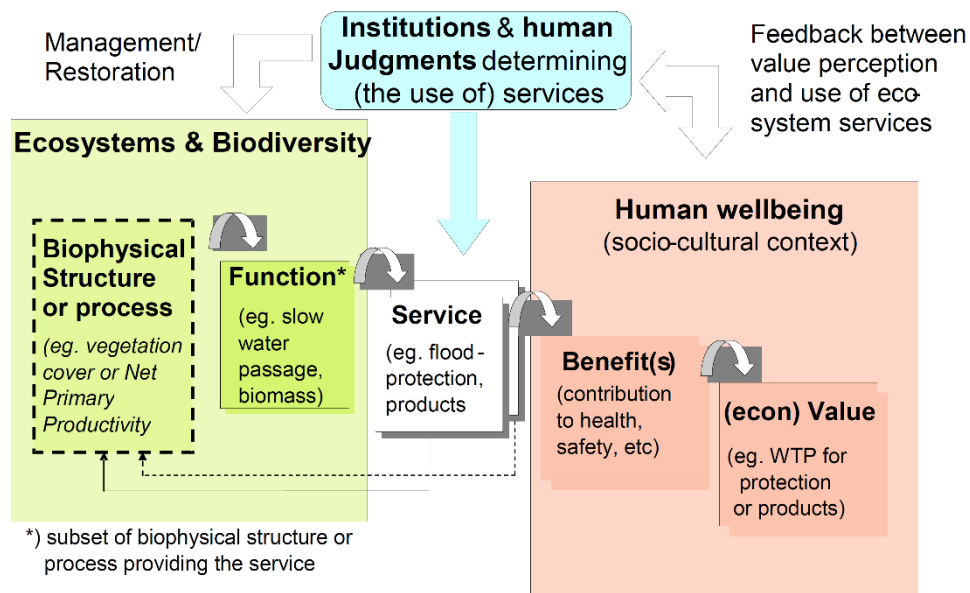 Management/
Restoration
Institutions & human
Judgments determining
(the use of) services
Feedback between
value perception
and use of eco-
system services
Ecosystems & Biodiversity
Biophysical
Structure
or process
(eg. vegetation
cover or Net
Primary
Productivity
Function*
(eg. slow
water
passage,
biomass)
Service
(eg. flood-
protection,
products
Human wellbeing
(socio-cultural context)
Benefit(s)
(contribution
to health,
safety, etc)
(econ) Value
(eg. WTP for
protection
or products)
*) subset of biophysical structure or
process providing the service